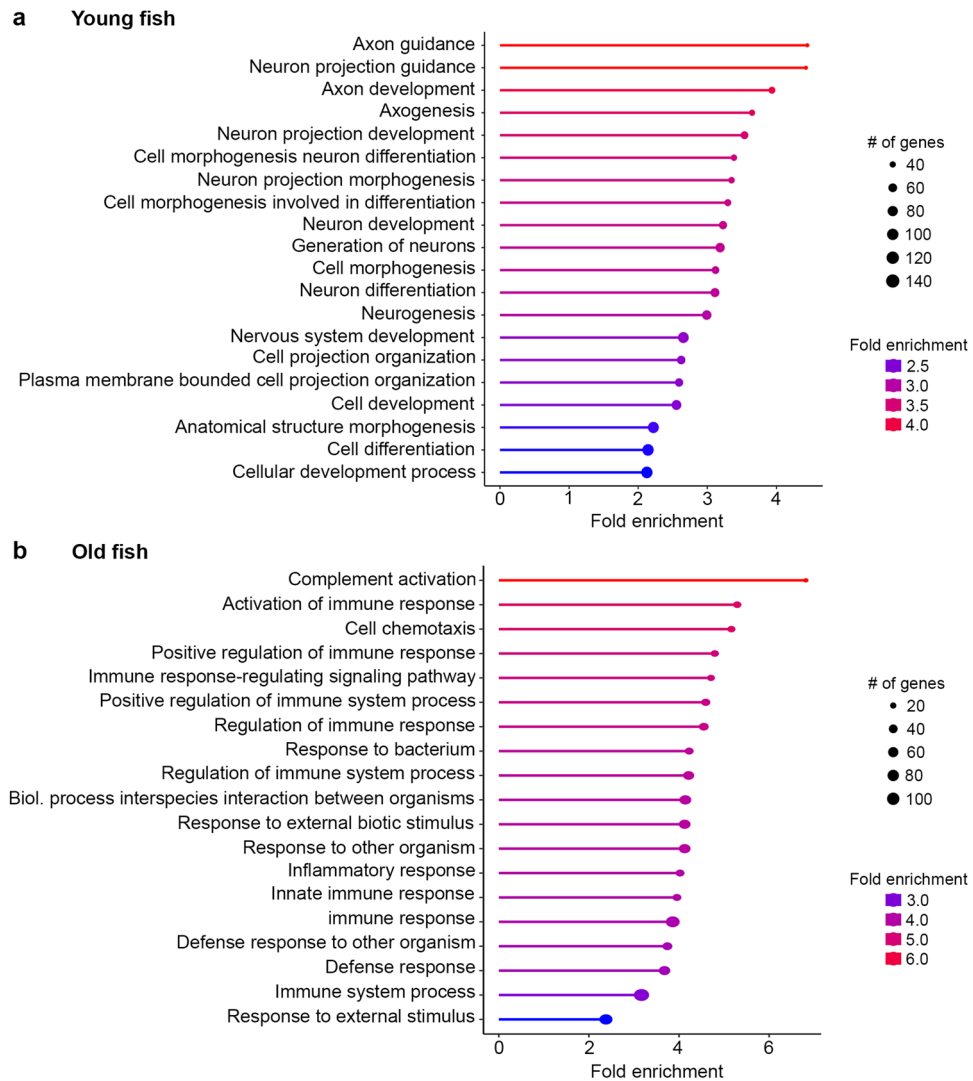 a Young fish
Axon guidance
Neuron projection guidance
Axon development
Axogenesis
Neuron projection development
Cell morphogenesis neuron differentiation
Neuron projection morphogenesis
Cell morphogenesis involved in differentiation
Neuron development
Generation of neurons
Cell morphogenesis
Neuron differentiation
Neurogenesis
Nervous system development
Cell projection organization
Plasma membrane bounded cell projection organization
Cell development
Anatomical structure morphogenesis
Cell differentiation
Cellular development process
0 1 2 3 4
Fold enrichment
# of genes
40
60
80
100
120
140
Fold enrichment
2.5
3.0
3.5
4.0
b Old fish
Complement activation
Activation of immune response
Cell chemotaxis
Positive regulation of immune response
Immune response-regulating signaling pathway
Positive regulation of immune system process
Regulation of immune response
Response to bacterium
Regulation of immune system process
Biol. process interspecies interaction between organisms
Response to external biotic stimulus
Response to other organism
Inflammatory response
Innate immune response
immune response
Defense response to other organism
Defense response
Immune system process
Response to external stimulus
0 2 4 6
Fold enrichment
# of genes
20
40
60
80
100
Fold enrichment
3.0
4.0
5.0
6.0